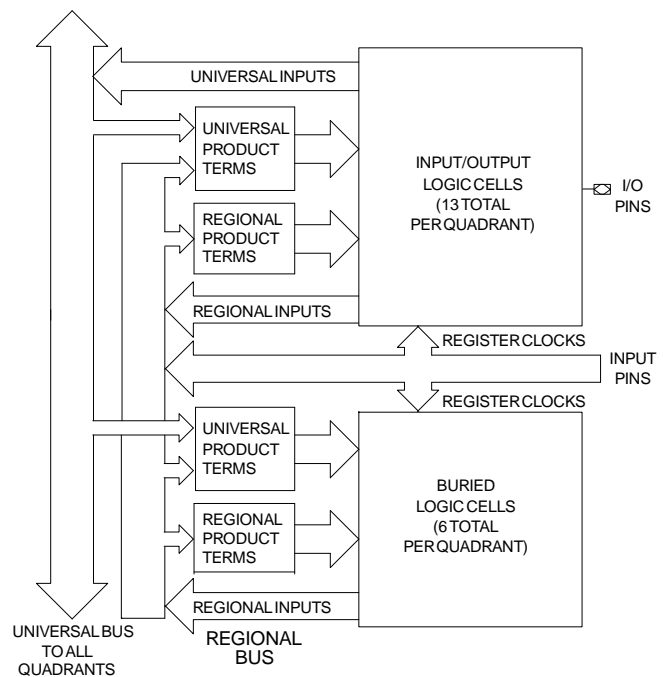 UNIVERSAL INPUTS
UNIVERSAL
PRODUCT
TERMS
INPUT/OUTPUT
LOGIC CELLS
(13 TOTAL
PER QUADRANT)
I/O
PINS
REGIONAL
PRODUCT
TERMS
REGIONAL INPUTS
REGISTER CLOCKS
INPUT
PINS
REGISTER CLOCKS
UNIVERSAL
PRODUCT
TERMS
BURIED
LOGIC CELLS
(6 TOTAL
PER QUADRANT)
REGIONAL
PRODUCT
TERMS
REGIONAL INPUTS
UNIVERSAL BUS
TO ALL
QUADRANTS
REGIONAL
BUS